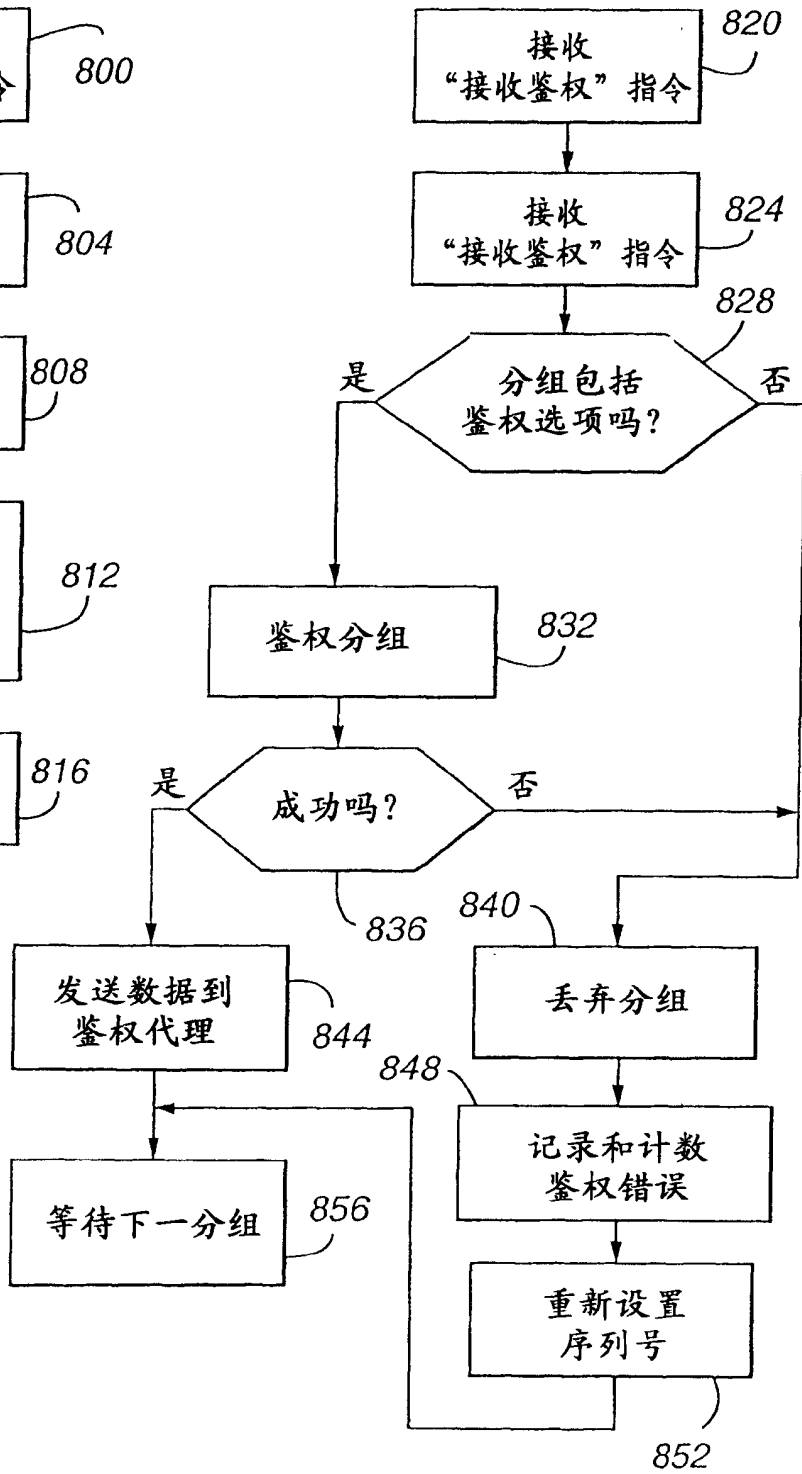 800
令
804
808
812
816
接收
“接收鉴权”指令
820
接收
“接收鉴权”指令
824
828
是
分组包括
鉴权选项吗?
否
鉴权分组
832
是
成功吗?
否
836
840
发送数据到
鉴权代理
844
丢弃分组
848
记录和计数
鉴权错误
等待下一分组
856
重新设置
序列号
852